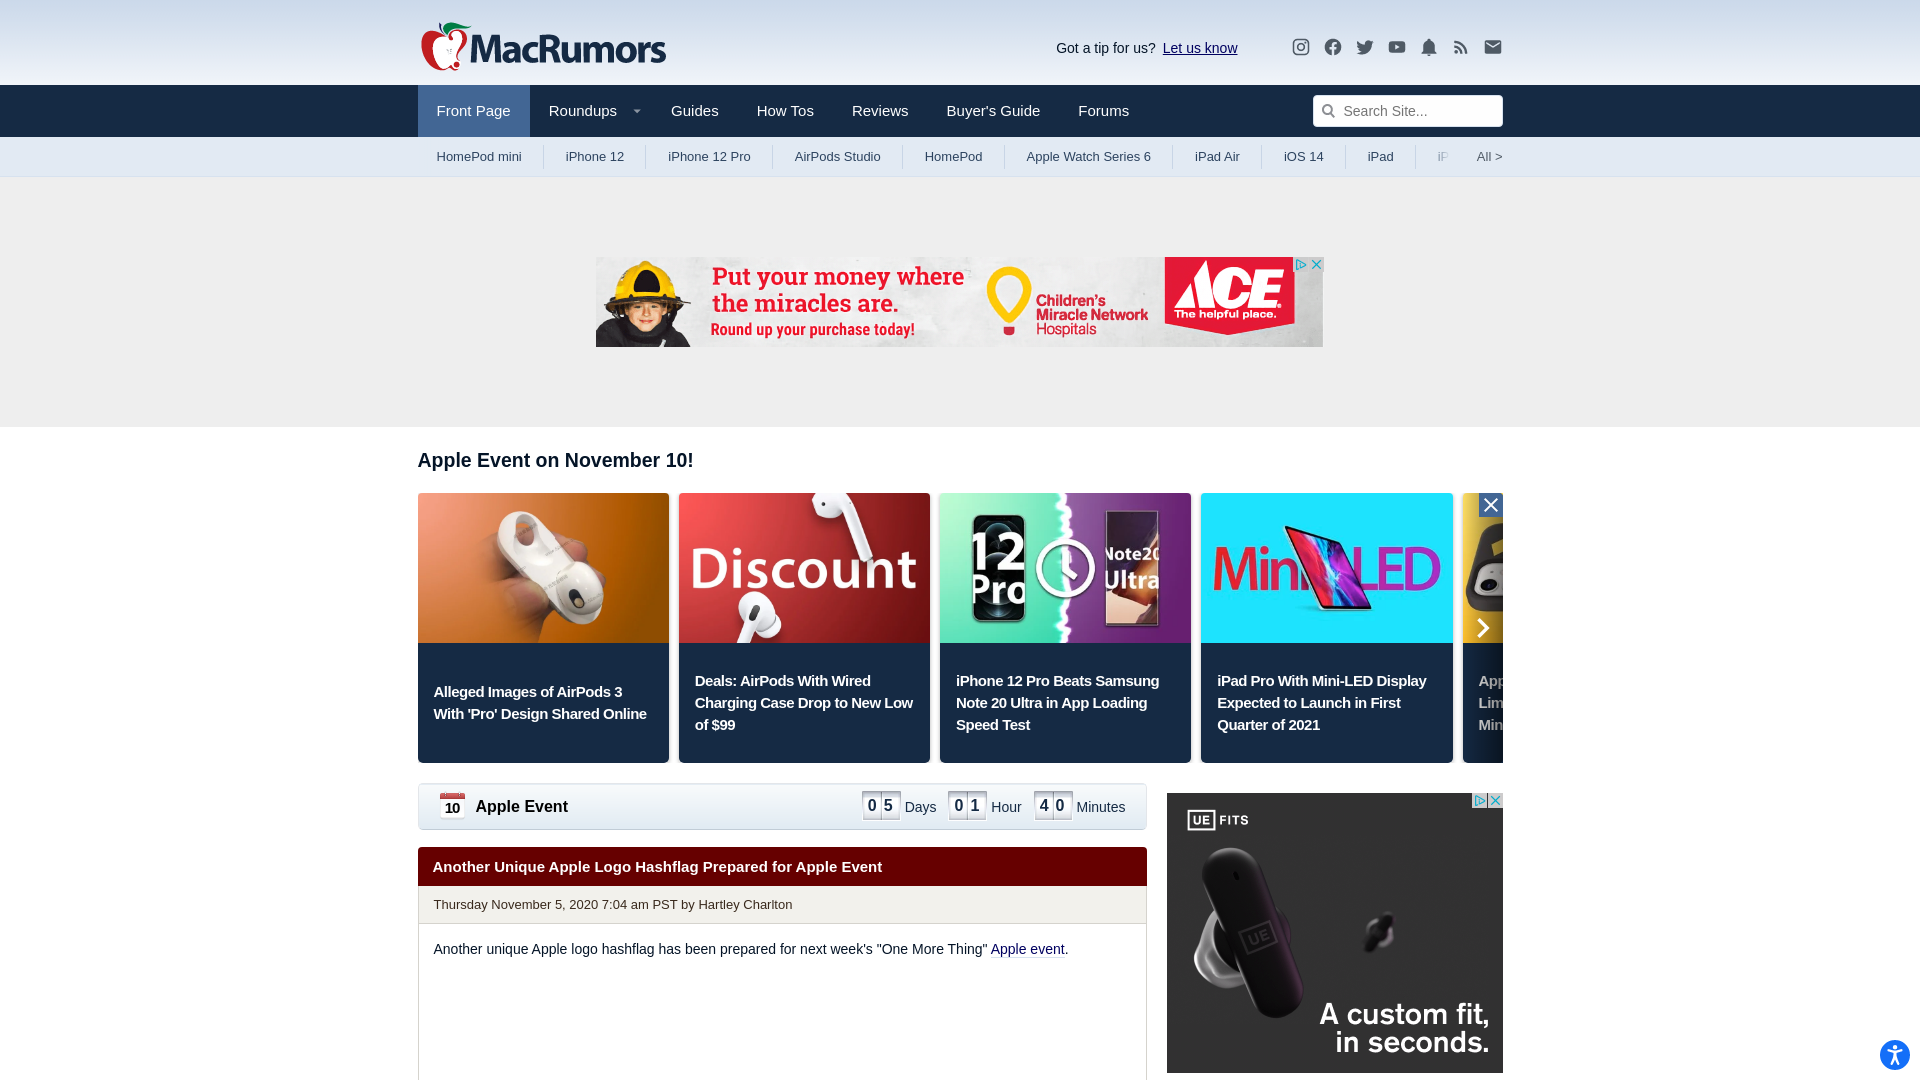 MacRumors
Got a tip for us? Let us know
Front Page
Roundups
Guides
How Tos
Reviews
Buyer's Guide
Forums
Search Site...
HomePod mini
iPhone 12
iPhone 12 Pro
AirPods Studio
HomePod
Apple Watch Series 6
iPad Air
iOS 14
iPad
iP
All >
Put your money where
the miracles are.
Round up your purchase today!
Children's
Miracle Network
Hospitals
ACE
The helpful place.
Apple Event on November 10!
Discount
12
Pro
Note20
Ultra
Mini LED
Alleged Images of AirPods 3
With 'Pro' Design Shared Online
Deals: AirPods With Wired
Charging Case Drop to New Low
of $99
iPhone 12 Pro Beats Samsung
Note 20 Ultra in App Loading
Speed Test
iPad Pro With Mini-LED Display
Expected to Launch in First
Quarter of 2021
App
Lim
Min
10 Apple Event
05 Days 01 Hour 40 Minutes
Another Unique Apple Logo Hashflag Prepared for Apple Event
Thursday November 5, 2020 7:04 am PST by Hartley Charlton
Another unique Apple logo hashflag has been prepared for next week's "One More Thing" Apple event.
UE FITS
UE
A custom fit,
in seconds.